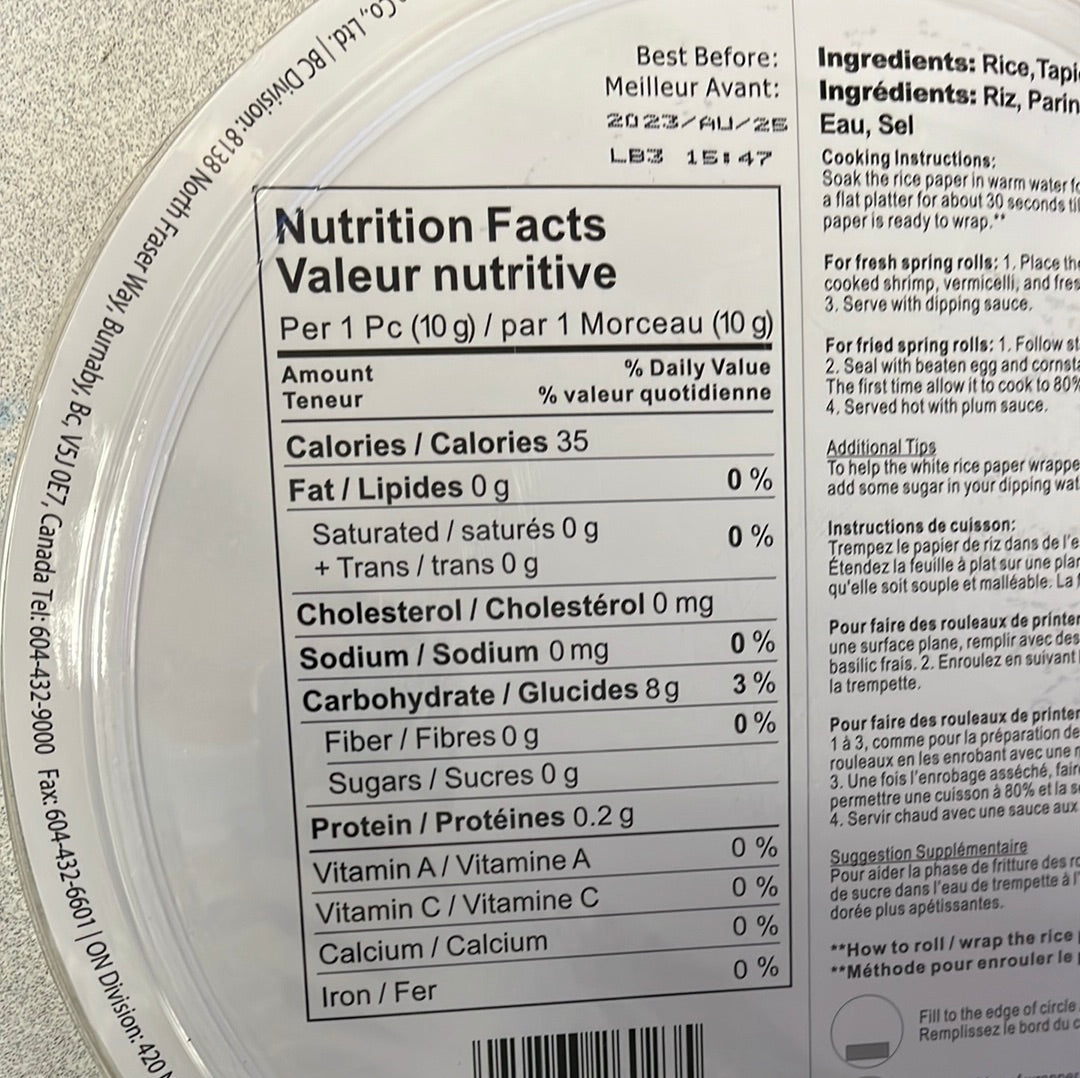 Co., Ltd. | BC Division: 8138 North Fraser Way, Burnaby, Bc, V5J 0E7, Canada Tel: 604-432-9000 Fax: 604-432-6601 | ON Division: 420
Best Before:
Meilleur Avant:
2023/AU/25
LB3 15:47
Nutrition Facts
Valeur nutritive
Per 1 Pc (10 g) / par 1 Morceau (10 g)
Amount % Daily Value
Teneur % valeur quotidienne
Calories / Calories 35
Fat / Lipides 0 g 0 %
Saturated / saturés 0 g 0 %
+ Trans / trans 0 g
Cholesterol / Cholestérol 0 mg
Sodium / Sodium 0 mg 0 %
Carbohydrate / Glucides 8 g 3 %
Fiber / Fibres 0 g 0 %
Sugars / Sucres 0 g
Protein / Protéines 0.2 g
Vitamin A / Vitamine A 0 %
Vitamin C / Vitamine C 0 %
Calcium / Calcium 0 %
Iron / Fer 0 %
Ingredients: Rice,
Ingrédients: Riz,
Eau, Sel
Cooking Instructions:
Soak the rice paper in warm water
a flat platter for about 30 seconds
paper is ready to wrap.**
For fresh spring rolls: 1. Place
cooked shrimp, vermicelli, and
3. Serve with dipping sauce.
For fried spring rolls: 1. Follow
2. Seal with beaten egg and
The first time allow it to cook to 80%
4. Served hot with plum sauce.
Additional Tips
To help the white rice paper
add some sugar in your dipping
Instructions de cuisson:
Trempez le papier de riz dans de
Étendez la feuille à plat sur une
qu'elle soit souple et malléable. La
Pour faire des rouleaux de
une surface plane, remplir avec des
basilic frais. 2. Enroulez en suivant
la trempette.
Pour faire des rouleaux de
1 à 3, comme pour la préparation de
rouleaux en les enrobant avec une
3. Une fois l'enrobage asséché,
permettre une cuisson à 80% et la
4. Servir chaud avec une sauce aux
Suggestion Supplémentaire
Pour aider la phase de friture des
de sucre dans l'eau de trempette à
dorée plus apétissantes.
**How to roll / wrap the rice
**Méthode pour enrouler le
Fill to the edge of circle
Remplissez le bord du